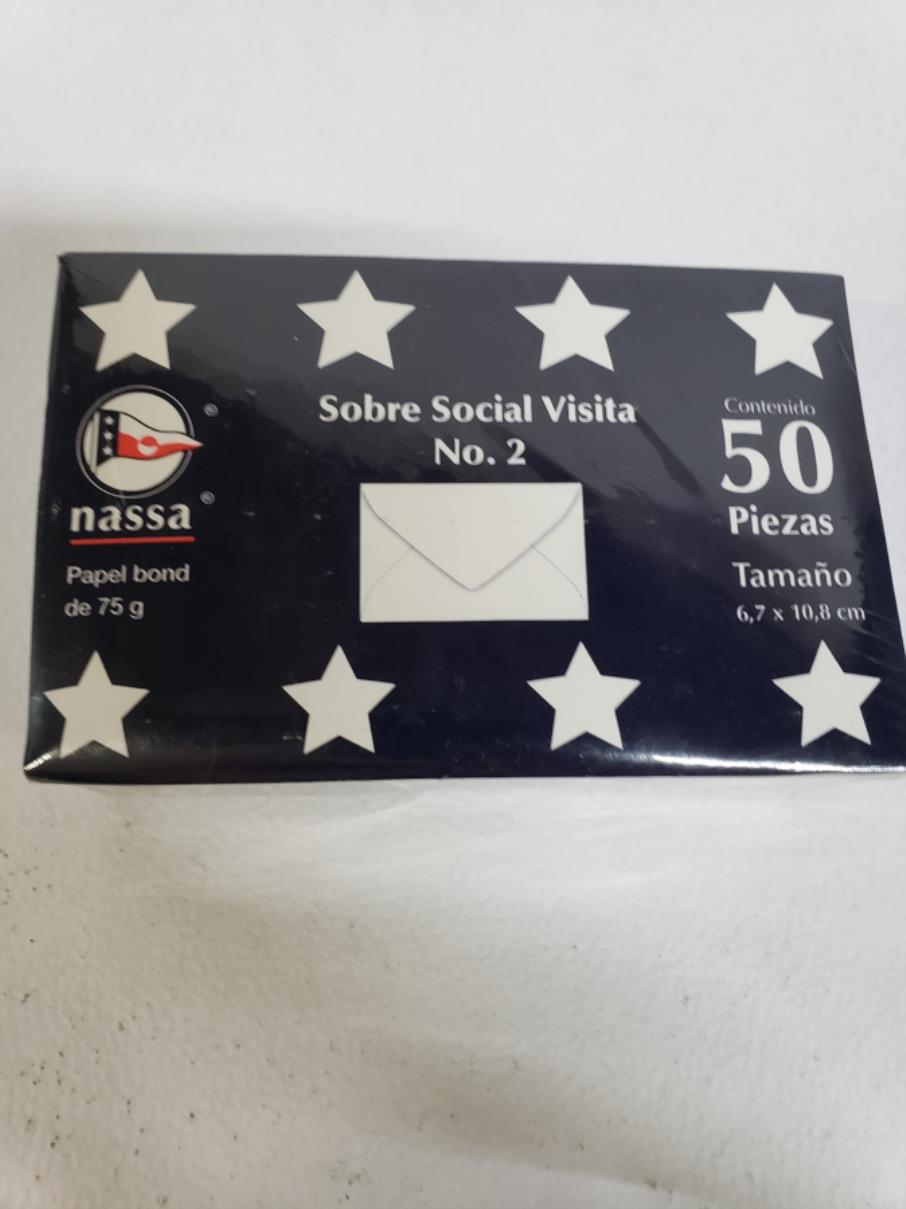 Sobre Social Visita
No. 2
nassa
Papel bond
de 75 g
Contenido
50
Piezas
Tamaño
6,7 x 10,8 cm